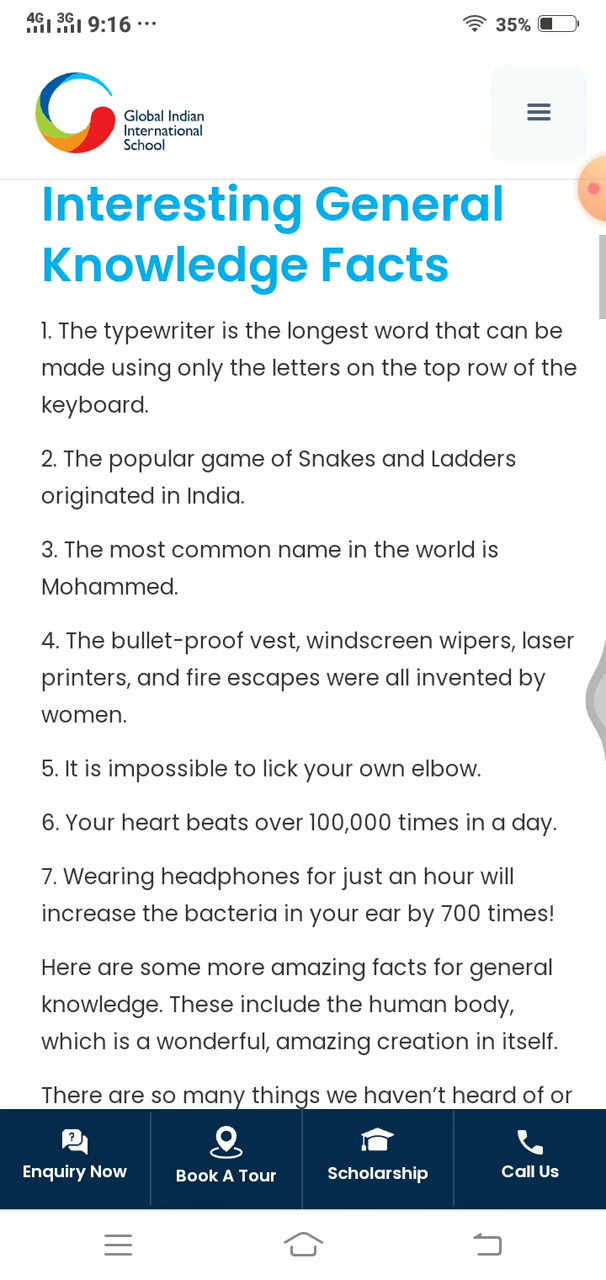 4G 3G 9:16 ... 35%
Global Indian
International
School
Interesting General
Knowledge Facts
1. The typewriter is the longest word that can be
made using only the letters on the top row of the
keyboard.
2. The popular game of Snakes and Ladders
originated in India.
3. The most common name in the world is
Mohammed.
4. The bullet-proof vest, windscreen wipers, laser
printers, and fire escapes were all invented by
women.
5. It is impossible to lick your own elbow.
6. Your heart beats over 100,000 times in a day.
7. Wearing headphones for just an hour will
increase the bacteria in your ear by 700 times!
Here are some more amazing facts for general
knowledge. These include the human body,
which is a wonderful, amazing creation in itself.
There are so many things we haven't heard of or
Enquiry Now
Book A Tour
Scholarship
Call Us